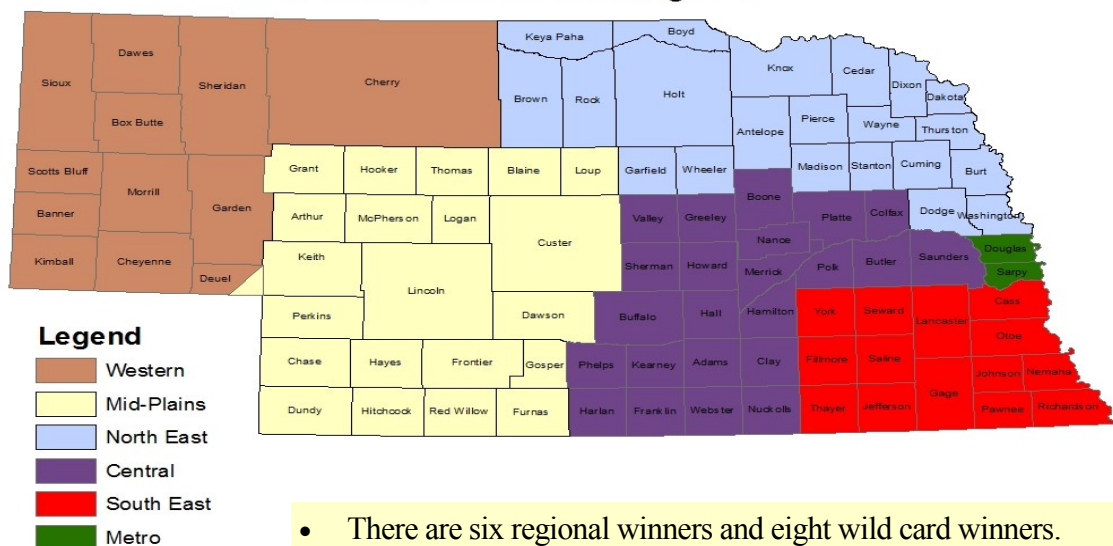 Keya Paha Boyd
Sioux Dawes Sheridan Cherry Knox Cedar Dixon
Brown Rock Holt Dakota
Box Butte Antelope Pierce Wayne Thurston
Scotts Bluff Morrill Grant Hooker Thomas Blaine Loup Garfield Wheeler Madison Stanton Cuming Burt
Banner Garden Arthur McPherson Logan Custer Valley Greeley Boone Platte Colfax Dodge Washington
Kimball Cheyenne Deuel Keith Lincoln Sherman Howard Nance Merrick Polk Butler Saunders Douglas
Sarpy
Perkins Dawson Buffalo Hall Hamilton York Seward Lancaster Cass
Otoe
Chase Hayes Frontier Gosper Phelps Kearney Adams Clay Fillmore Saline Johnson Nemaha
Dundy Hitchcock Red Willow Furnas Harlan Franklin Webster Nuckolls Thayer Jefferson Gage Pawnee Richardson
Legend
Western
Mid-Plains
North East
Central
South East
Metro
• There are six regional winners and eight wild card winners.